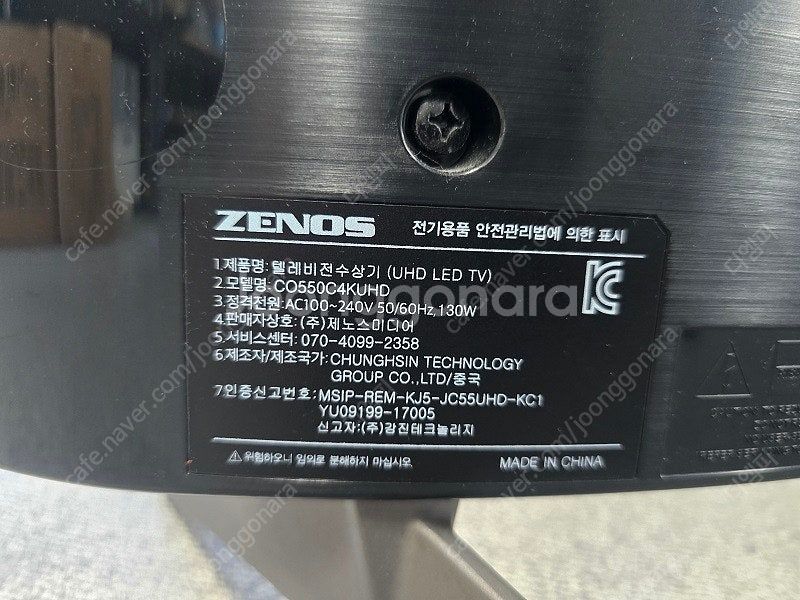 ZENOS 전기용품 안전관리법에 의한 표시
1.제품명: 텔레비전수상기 (UHD LED TV)
2.모델명: CO550C4KUHD
3.정격전원: AC100~240V 50/60Hz, 130W
4.판매자상호: (주)제노스미디어
5.서비스센터: 070-4099-2358
6.제조자/제조국가: CHUNGHSIN TECHNOLOGY
GROUP CO.,LTD/중국
7.인증신고번호: MSIP-REM-KJ5-JC55UHD-KC1
YU09199-17005
신고자: (주)강진테크놀리지
⚠ 위험하오니 임의로 분해하지 마십시오. MADE IN CHINA
joonggonara
cafe.naver.com/joonggonara